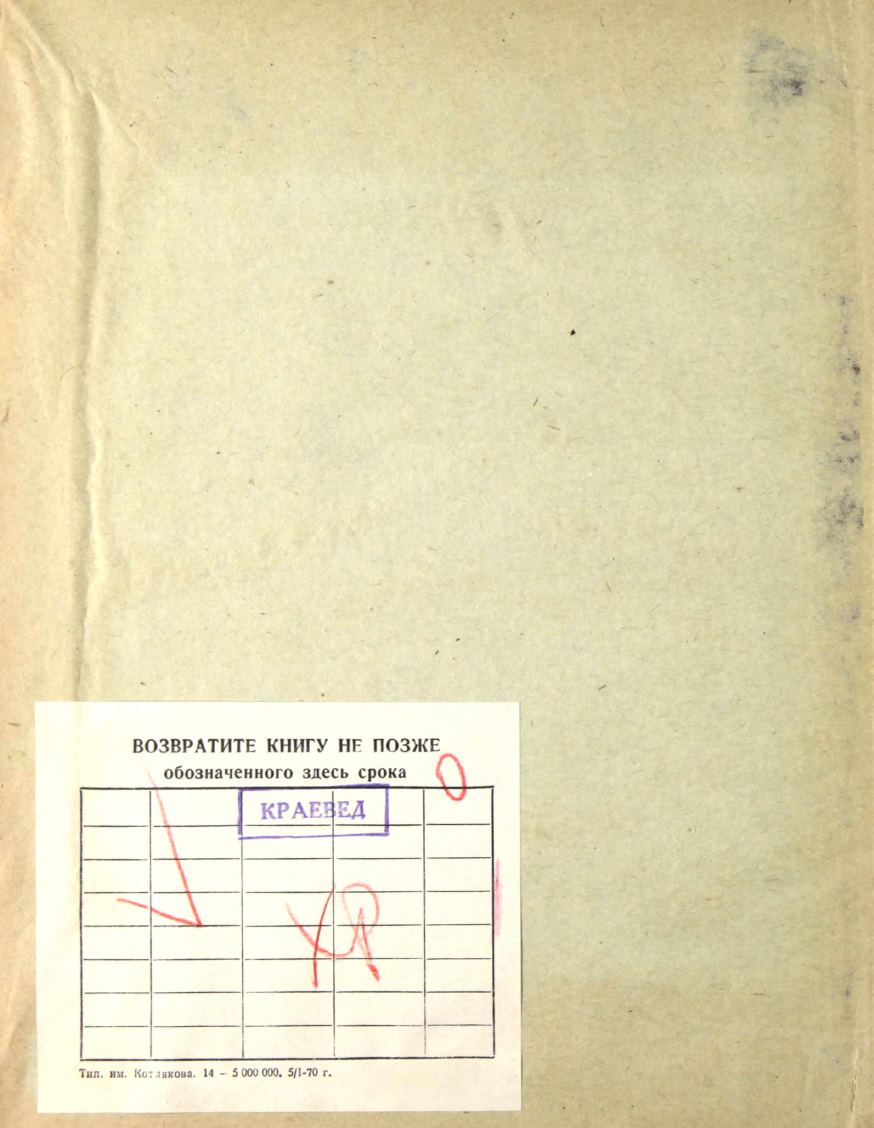 ВОЗВРАТИТЕ КНИГУ НЕ ПОЗЖЕ
обозначенного здесь срока
О
КРАЕВЕД
Тип. им. Котлякова. 14 – 5 000 000. 5/1-70 г.